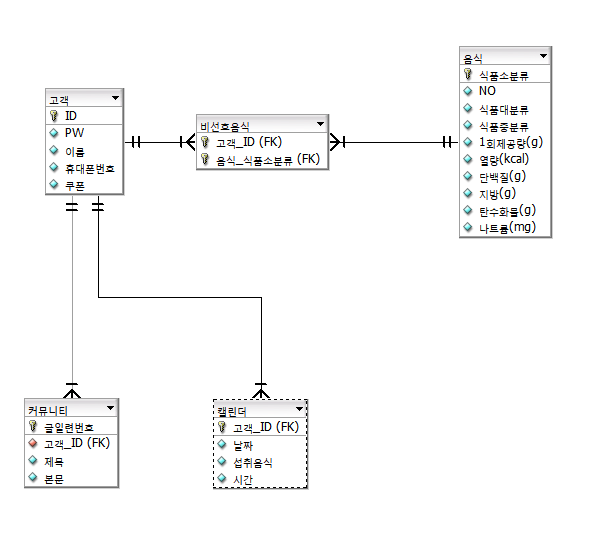 고객
ID
PW
이름
휴대폰번호
쿠폰
비선호음식
고객_ID (FK)
음식_식품소분류 (FK)
음식
식품소분류
NO
식품대분류
식품중분류
1회제공량(g)
열량(kcal)
단백질(g)
지방(g)
탄수화물(g)
나트륨(mg)
커뮤니티
글일련번호
고객_ID (FK)
제목
본문
캘린더
고객_ID (FK)
날짜
섭취음식
시간